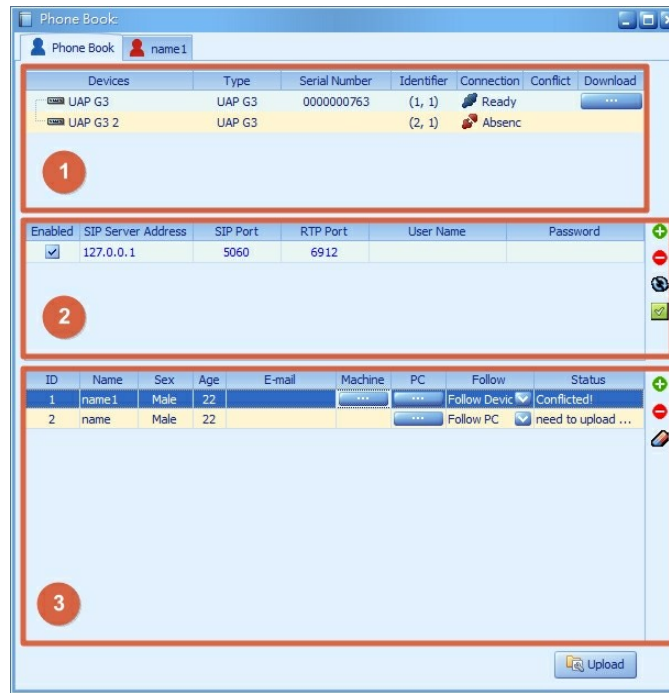 Phone Book:
Phone Book name1
Devices Type Serial Number Identifier Connection Conflict Download
UAP G3 UAP G3 0000000763 (1, 1) Ready ...
UAP G3 2 UAP G3 (2, 1) Absenc
1
Enabled SIP Server Address SIP Port RTP Port User Name Password
127.0.0.1 5060 6912
2
ID Name Sex Age E-mail Machine PC Follow Status
1 name1 Male 22 ... ... Follow Devic Conflicted!
2 name Male 22 ... Follow PC need to upload ...
3
Upload